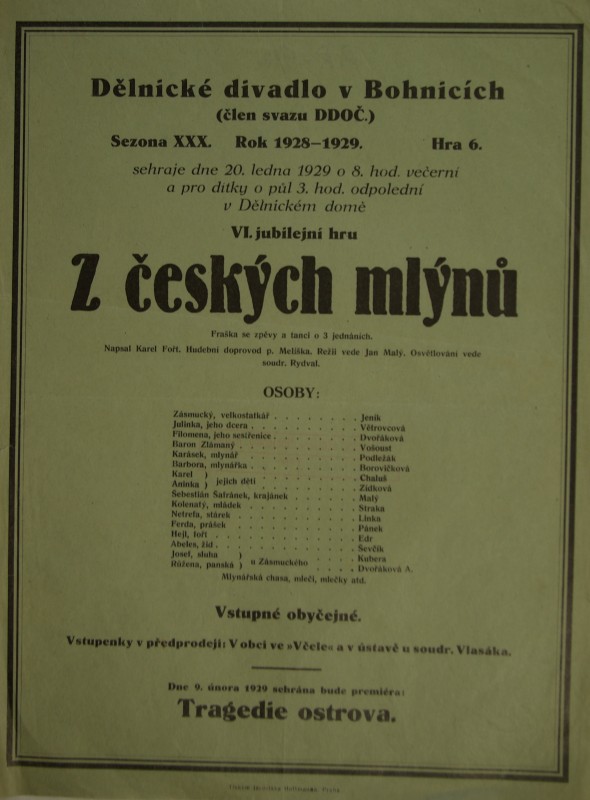 Dělnické divadlo v Bohnicích
(člen svazu DDOČ.)
Sezona XXX. Rok 1928–1929. Hra 6.
sehraje dne 20. ledna 1929 o 8. hod. večerní
a pro dítky o půl 3. hod. odpolední
v Dělnickém domě
VI. jubilejní hru
Z českých mlýnů
Fraška se zpěvy a tanci o 3 jednáních.
Napsal Karel Fořt. Hudební doprovod p. Meliška. Režii vede Jan Malý. Osvětlování vede
soudr. Rydval.
OSOBY:
Zásmucký, velkostatkář . . . . . . . . Jeník
Julinka, jeho dcera . . . . . . . . . . Větrovcová
Filomena, jeho sestřenice . . . . . . . . Dvořáková
Baron Zlámaný . . . . . . . . . . . Vošoust
Karásek, mlynář . . . . . . . . . . Podležák
Barbora, mlynářka . . . . . . . . . . Borovičková
Karel ) jejich děti . . . . . . . . Chaluš
Aninka ) . . . . . . . . Zídková
Šebestián Šafránek, krajánek . . . . . . Malý
Kolenatý, mládek . . . . . . . . . . Straka
Netrefa, stárek . . . . . . . . . . . Linka
Ferda, prášek . . . . . . . . . . . Pánek
Hejl, fořt . . . . . . . . . . . . Edr
Abeles, žid . . . . . . . . . . . . Ševčík
Josef, sluha ) u Zásmuckého . . . . Kubera
Růžena, panská ) . . . . Dvořáková A.
Mlynářská chasa, mleči, mlečky atd.
Vstupné obyčejné.
Vstupenky v předprodeji: V obci ve »Včele« a v ústavě u soudr. Vlasáka.
Dne 9. února 1929 sehrána bude premiéra:
Tragedie ostrova.